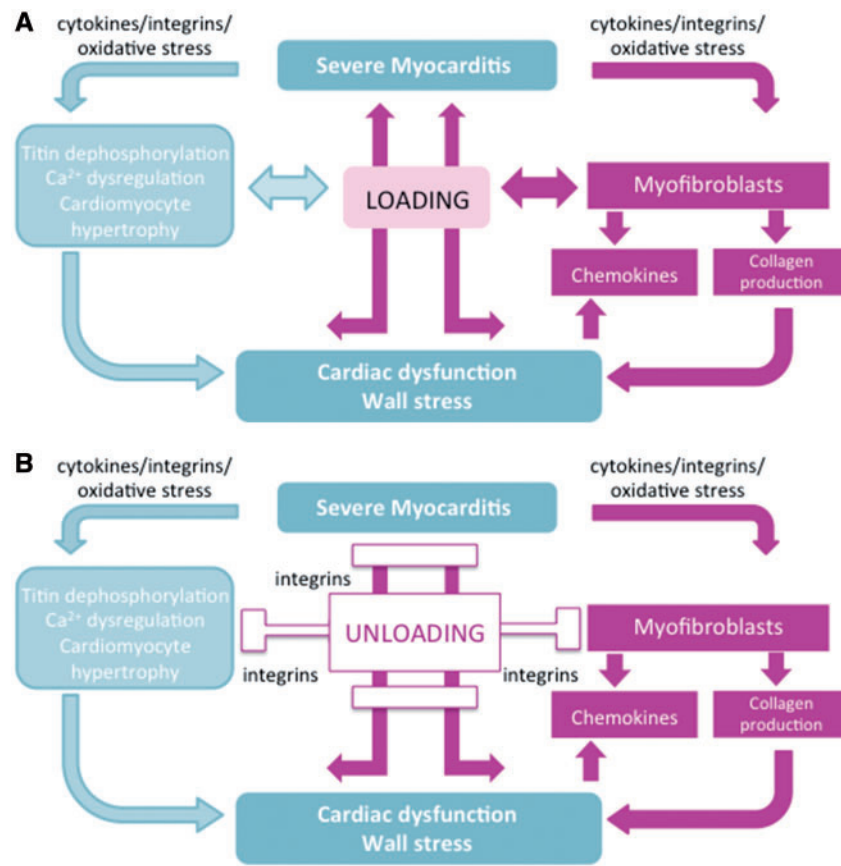 A
cytokines/integrins/
oxidative stress
Severe Myocarditis
cytokines/integrins/
oxidative stress
Titin dephosphorylation
Ca²⁺ dysregulation
Cardiomyocyte
hypertrophy
LOADING
Myofibroblasts
Chemokines
Collagen
production
Cardiac dysfunction
Wall stress
B
cytokines/integrins/
oxidative stress
Severe Myocarditis
cytokines/integrins/
oxidative stress
integrins
Titin dephosphorylation
Ca²⁺ dysregulation
Cardiomyocyte
hypertrophy
UNLOADING
Myofibroblasts
integrins
integrins
Chemokines
Collagen
production
Cardiac dysfunction
Wall stress